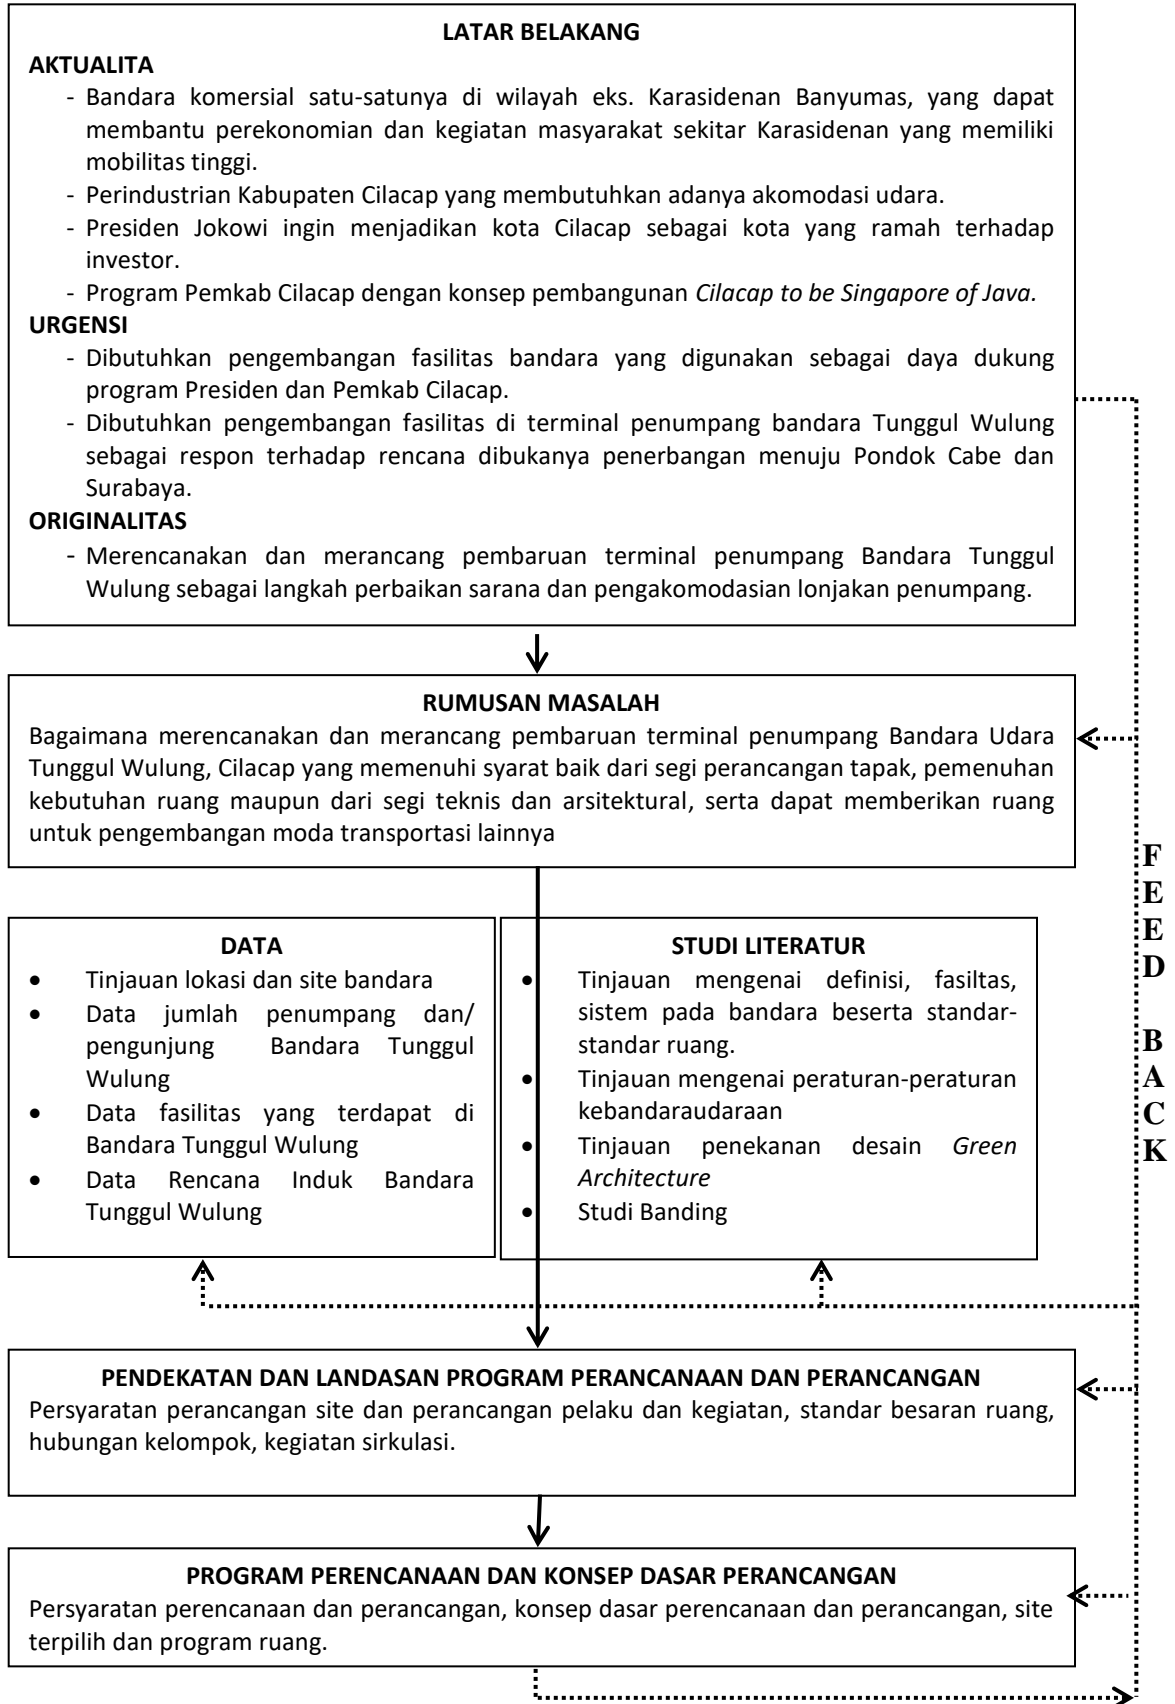 LATAR BELAKANG
AKTUALITA
- Bandara komersial satu-satunya di wilayah eks. Karasidenan Banyumas, yang dapat
membantu perekonomian dan kegiatan masyarakat sekitar Karasidenan yang memiliki
mobilitas tinggi.
- Perindustrian Kabupaten Cilacap yang membutuhkan adanya akomodasi udara.
- Presiden Jokowi ingin menjadikan kota Cilacap sebagai kota yang ramah terhadap
investor.
- Program Pemkab Cilacap dengan konsep pembangunan Cilacap to be Singapore of Java.
URGENSI
- Dibutuhkan pengembangan fasilitas bandara yang digunakan sebagai daya dukung
program Presiden dan Pemkab Cilacap.
- Dibutuhkan pengembangan fasilitas di terminal penumpang bandara Tunggul Wulung
sebagai respon terhadap rencana dibukanya penerbangan menuju Pondok Cabe dan
Surabaya.
ORIGINALITAS
- Merencanakan dan merancang pembaruan terminal penumpang Bandara Tunggul
Wulung sebagai langkah perbaikan sarana dan pengakomodasian lonjakan penumpang.
RUMUSAN MASALAH
Bagaimana merencanakan dan merancang pembaruan terminal penumpang Bandara Udara
Tunggul Wulung, Cilacap yang memenuhi syarat baik dari segi perancangan tapak, pemenuhan
kebutuhan ruang maupun dari segi teknis dan arsitektural, serta dapat memberikan ruang
untuk pengembangan moda transportasi lainnya
DATA
• Tinjauan lokasi dan site bandara
• Data jumlah penumpang dan/
pengunjung Bandara Tunggul
Wulung
• Data fasilitas yang terdapat di
Bandara Tunggul Wulung
• Data Rencana Induk Bandara
Tunggul Wulung
STUDI LITERATUR
• Tinjauan mengenai definisi, fasiltas,
sistem pada bandara beserta standar-
standar ruang.
• Tinjauan mengenai peraturan-peraturan
kebandaraudaraan
• Tinjauan penekanan desain Green
Architecture
• Studi Banding
PENDEKATAN DAN LANDASAN PROGRAM PERANCANAAN DAN PERANCANGAN
Persyaratan perancangan site dan perancangan pelaku dan kegiatan, standar besaran ruang,
hubungan kelompok, kegiatan sirkulasi.
PROGRAM PERENCANAAN DAN KONSEP DASAR PERANCANGAN
Persyaratan perencanaan dan perancangan, konsep dasar perencanaan dan perancangan, site
terpilih dan program ruang.
F
E
E
D
B
A
C
K